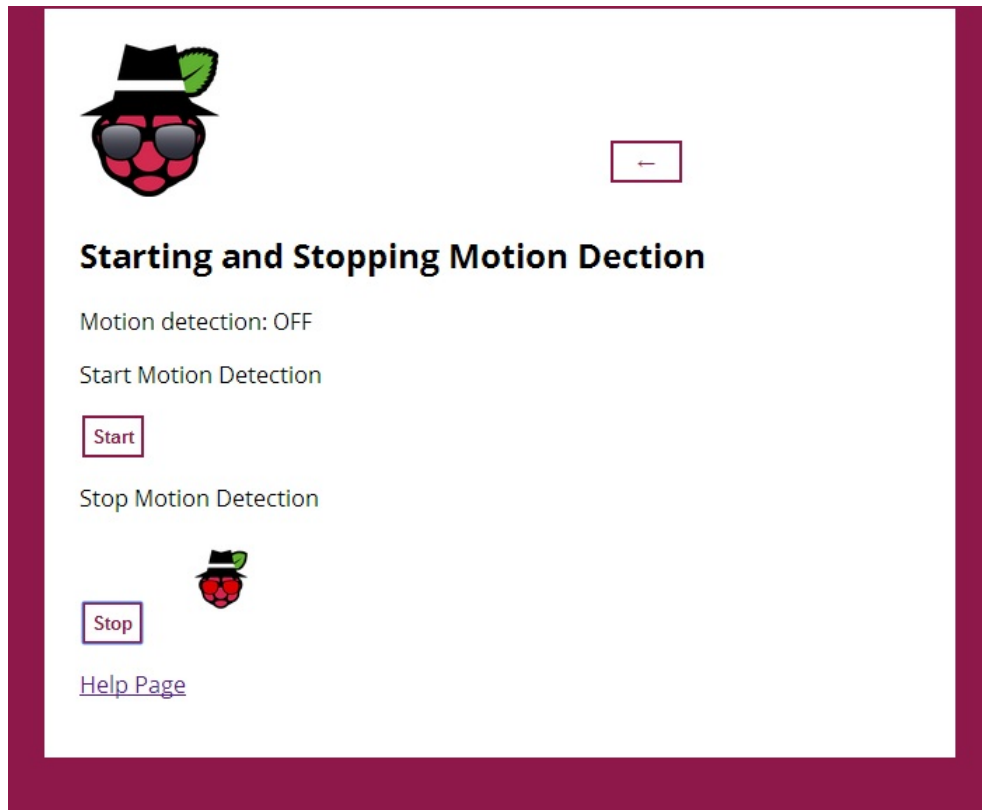 ←
Starting and Stopping Motion Dection
Motion detection: OFF
Start Motion Detection
Start
Stop Motion Detection
Stop
Help Page